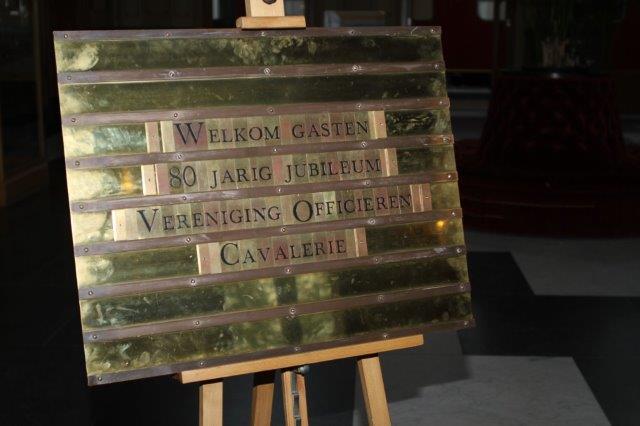 Welkom gasten
80 jarig jubileum
Vereniging Officieren
Cavalerie